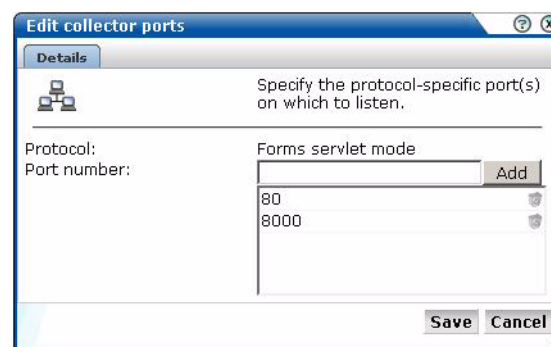 Edit collector ports
Details
Specify the protocol-specific port(s)
on which to listen.
Protocol: Forms servlet mode
Port number:
Add
80
8000
Save Cancel